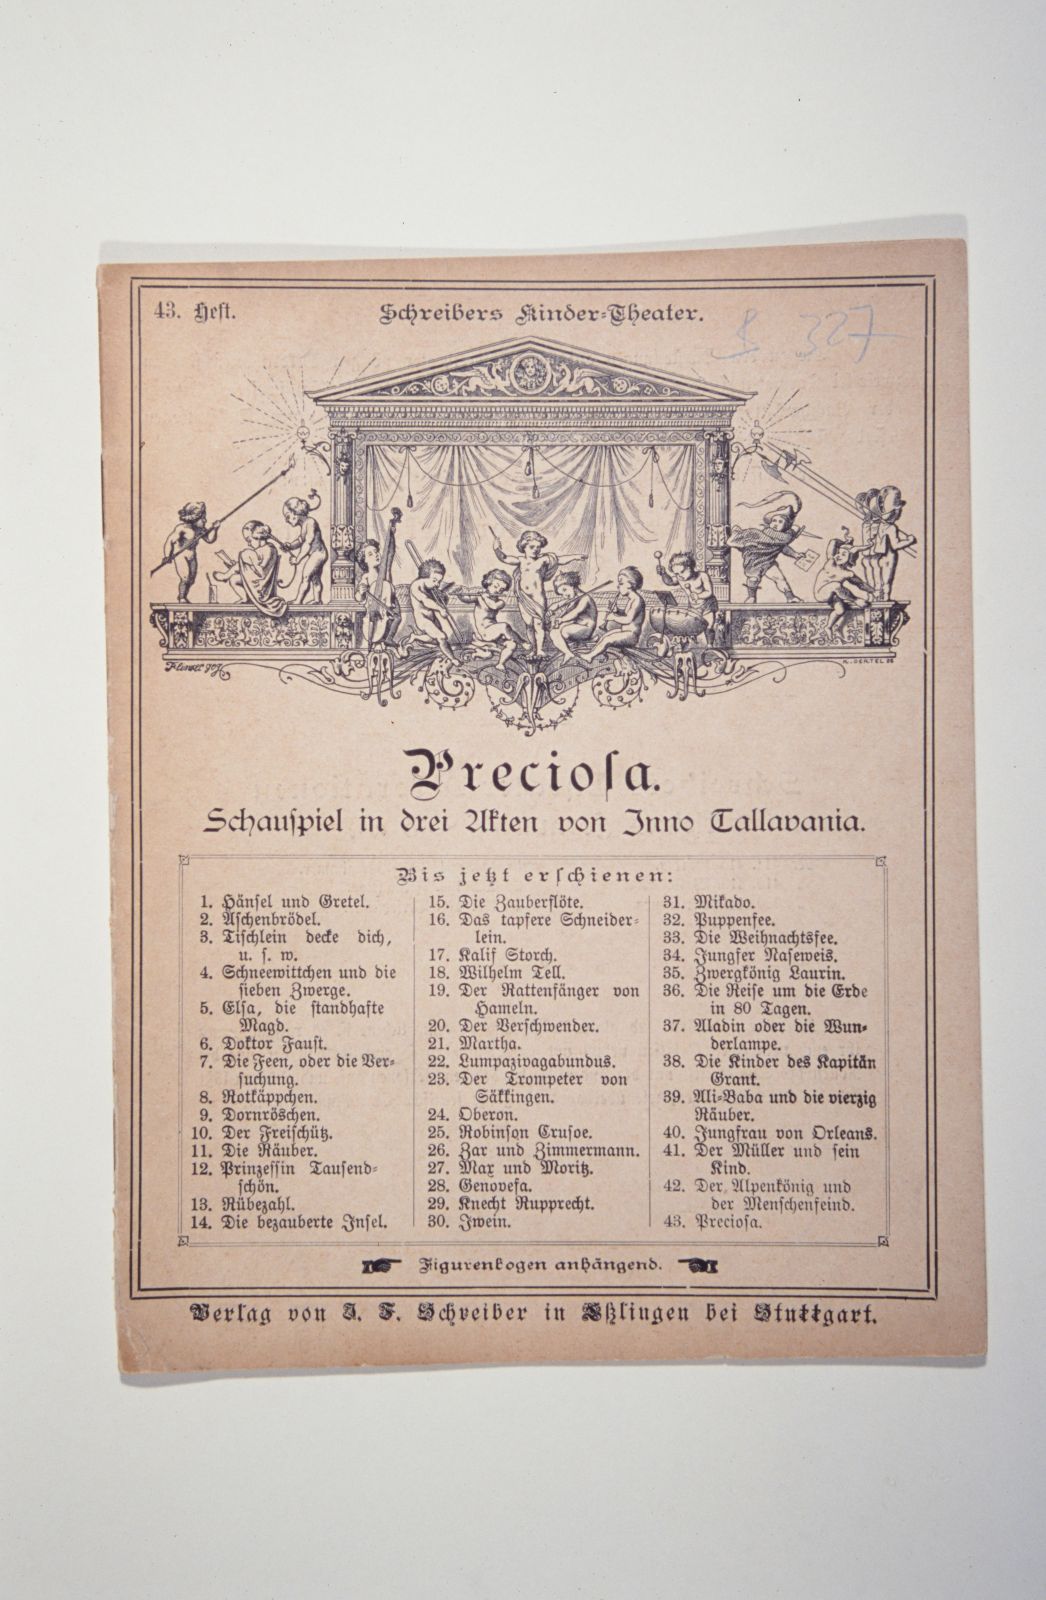 43. Heft.
Schreibers Kinder-Theater.
B 327
K. OERTEL
Preciosa.
Schauspiel in drei Akten von Inno Tallavania.
Bis jetzt erschienen:
1. Hänsel und Gretel.
2. Aschenbrödel.
3. Tischlein decke dich,
u. s. w.
4. Schneewittchen und die
sieben Zwerge.
5. Elsa, die standhafte
Magd.
6. Doktor Faust.
7. Die Feen, oder die Ver-
suchung.
8. Rotkäppchen.
9. Dornröschen.
10. Der Freischütz.
11. Die Räuber.
12. Prinzessin Tausend-
schön.
13. Rübezahl.
14. Die bezauberte Insel.
15. Die Zauberflöte.
16. Das tapfere Schneider-
lein.
17. Kalif Storch.
18. Wilhelm Tell.
19. Der Rattenfänger von
Hameln.
20. Der Verschwender.
21. Martha.
22. Lumpazivagabundus.
23. Der Trompeter von
Säkkingen.
24. Oberon.
25. Robinson Crusoe.
26. Zar und Zimmermann.
27. Max und Moritz.
28. Genovefa.
29. Knecht Rupprecht.
30. Iwein.
31. Mikado.
32. Puppenfee.
33. Die Weihnachtsfee.
34. Jungfer Naseweis.
35. Zwergkönig Laurin.
36. Die Reise um die Erde
in 80 Tagen.
37. Aladin oder die Wun-
derlampe.
38. Die Kinder des Kapitän
Grant.
39. Ali-Baba und die vierzig
Räuber.
40. Jungfrau von Orleans.
41. Der Müller und sein
Kind.
42. Der Alpenkönig und
der Menschenfeind.
43. Preciosa.
Figurenbogen anhängend.
Verlag von J. F. Schreiber in Eßlingen bei Stuttgart.